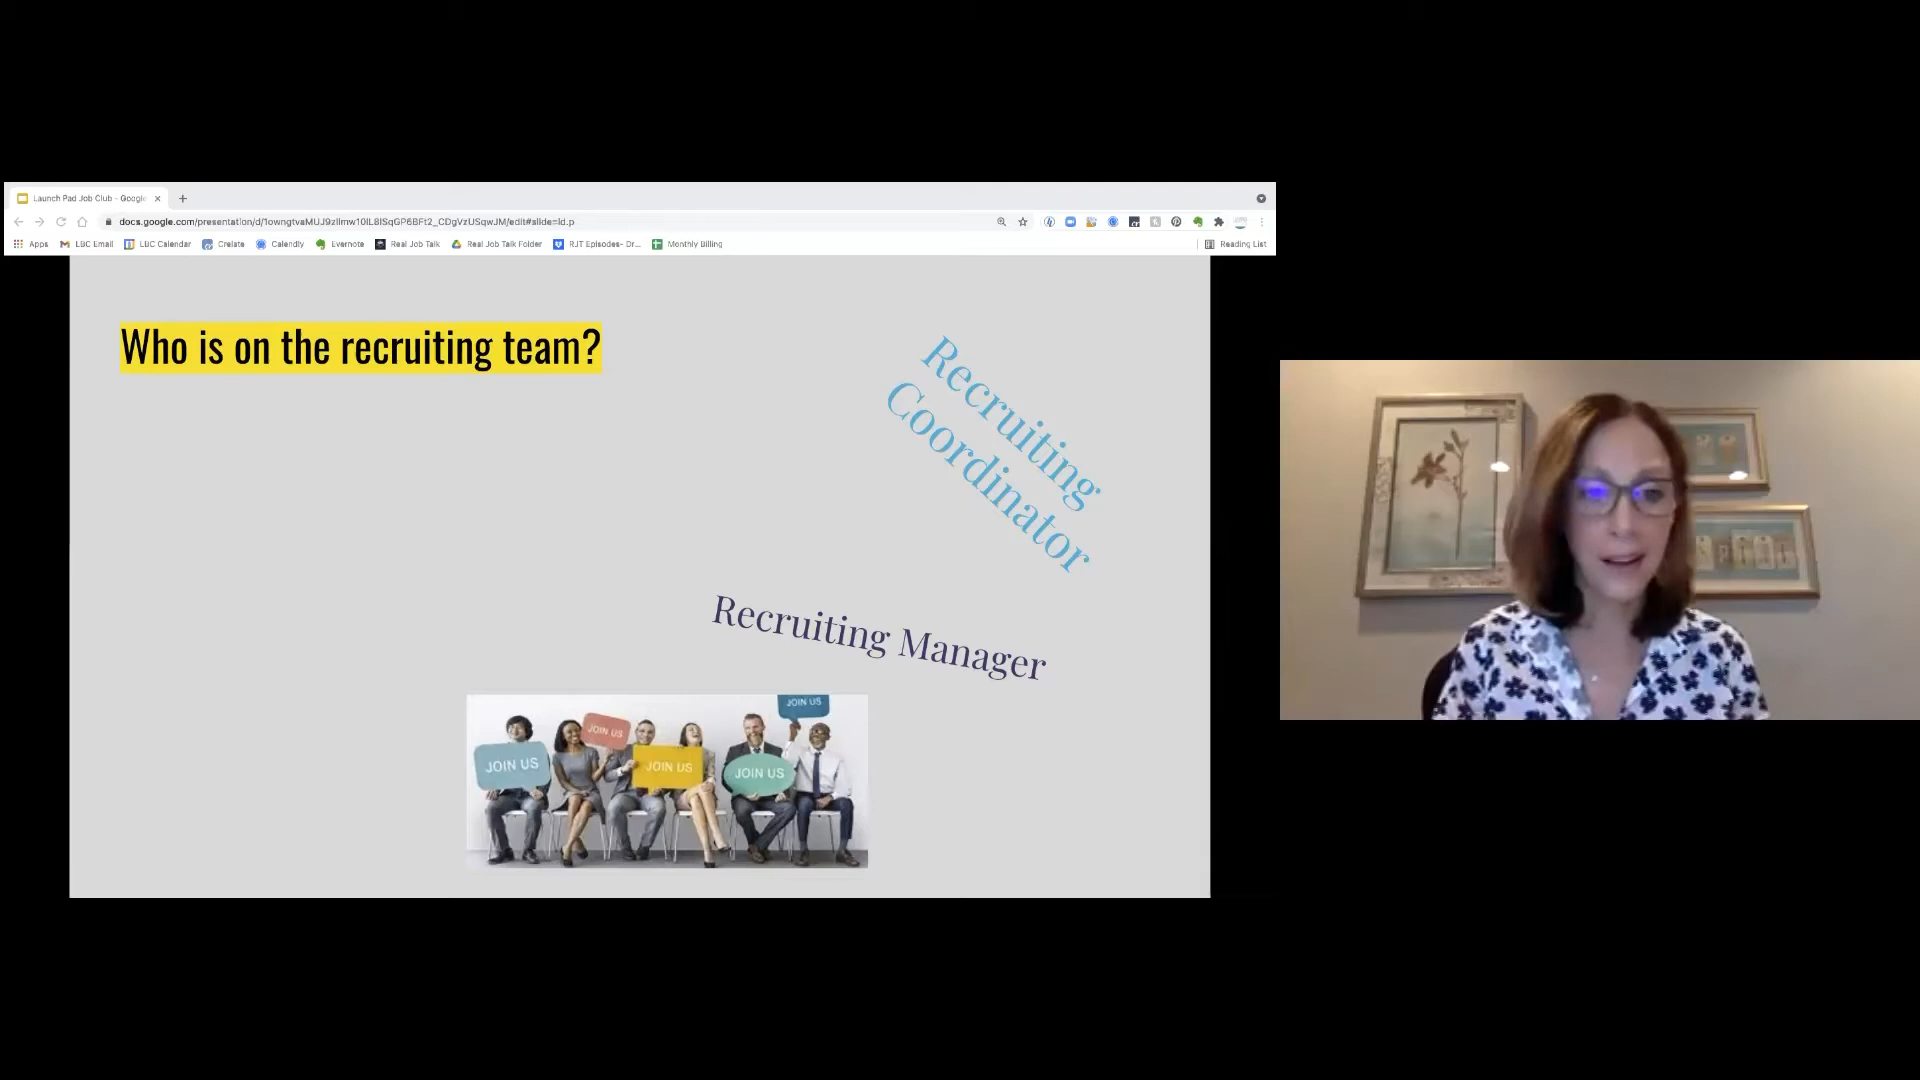 Launch Pad Job Club - Google
docs.google.com/presentation/d/1owngtvaMUJ9zIlmw10lL8ISqGP6BFt2_CDgVzUSqwJM/edit#slide=id.p
Apps LBC Email LBC Calendar Crelate Calendly Evernote Real Job Talk Real Job Talk Folder RJT Episodes- Dr... Monthly Billing Reading List
Who is on the recruiting team?
Recruiting
Coordinator
Recruiting Manager
JOIN US
JOIN US
JOIN US
JOIN US
JOIN US